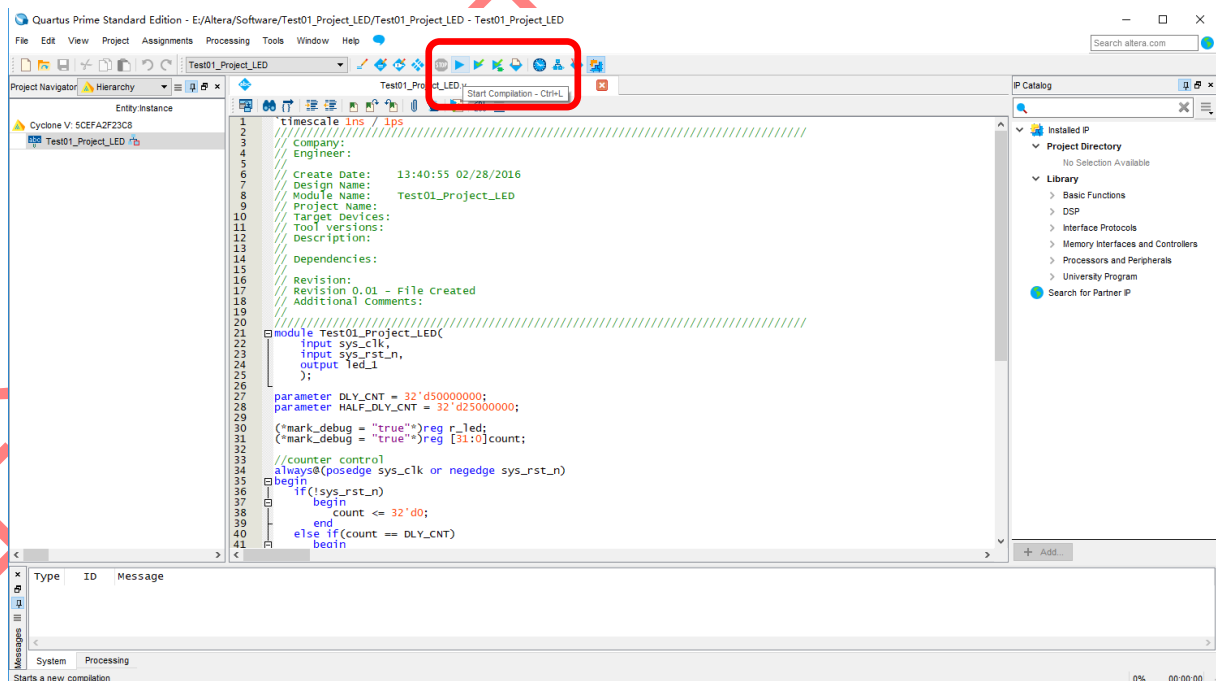 Quartus Prime Standard Edition - E:/Altera/Software/Test01_Project_LED/Test01_Project_LED - Test01_Project_LED
File Edit View Project Assignments Processing Tools Window Help
Search altera.com
Test01_Project_LED
STOP
Project Navigator Hierarchy
Test01_Project_LED.v
Start Compilation - Ctrl+L
IP Catalog
Entity:Instance
Cyclone V: 5CEFA2F23C8
abc Test01_Project_LED
1 `timescale 1ns / 1ps
2 //////////////////////////////////////////////////////////////////////////////////
3 // Company:
4 // Engineer:
5 //
6 // Create Date: 13:40:55 02/28/2016
7 // Design Name:
8 // Module Name: Test01_Project_LED
9 // Project Name:
10 // Target Devices:
11 // Tool versions:
12 // Description:
13 //
14 // Dependencies:
15 //
16 // Revision:
17 // Revision 0.01 - File Created
18 // Additional Comments:
19 //
20 //////////////////////////////////////////////////////////////////////////////////
21 module Test01_Project_LED(
22 input sys_clk,
23 input sys_rst_n,
24 output led_1
25 );
26
27 parameter DLY_CNT = 32'd50000000;
28 parameter HALF_DLY_CNT = 32'd25000000;
29
30 (*mark_debug = "true"*)reg r_led;
31 (*mark_debug = "true"*)reg [31:0]count;
32
33 //counter control
34 always@(posedge sys_clk or negedge sys_rst_n)
35 begin
36 if(!sys_rst_n)
37 begin
38 count <= 32'd0;
39 end
40 else if(count == DLY_CNT)
41 begin
Installed IP
Project Directory
No Selection Available
Library
Basic Functions
DSP
Interface Protocols
Memory Interfaces and Controllers
Processors and Peripherals
University Program
Search for Partner IP
+ Add...
Type ID Message
Messages
System Processing
Starts a new compilation
0% 00:00:00